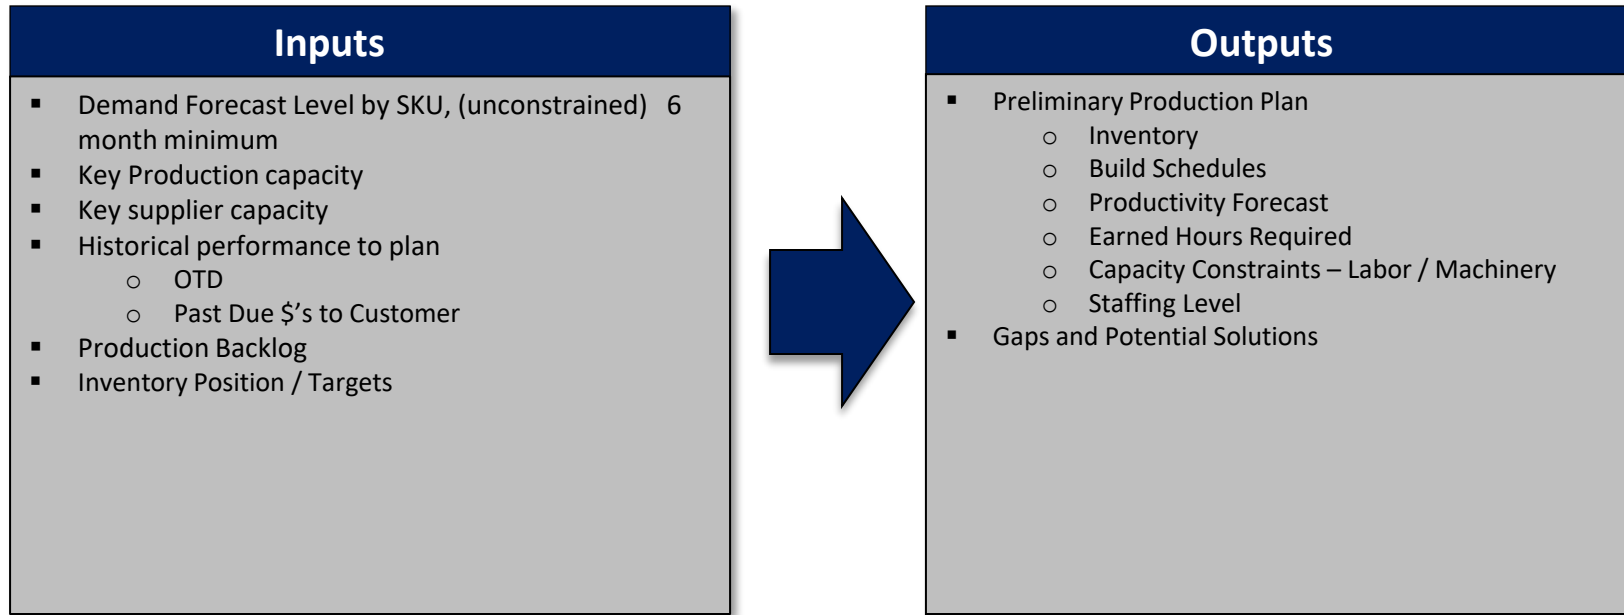 Inputs
▪ Demand Forecast Level by SKU, (unconstrained) 6
month minimum
▪ Key Production capacity
▪ Key supplier capacity
▪ Historical performance to plan
o OTD
o Past Due $’s to Customer
▪ Production Backlog
▪ Inventory Position / Targets
Outputs
▪ Preliminary Production Plan
o Inventory
o Build Schedules
o Productivity Forecast
o Earned Hours Required
o Capacity Constraints – Labor / Machinery
o Staffing Level
▪ Gaps and Potential Solutions